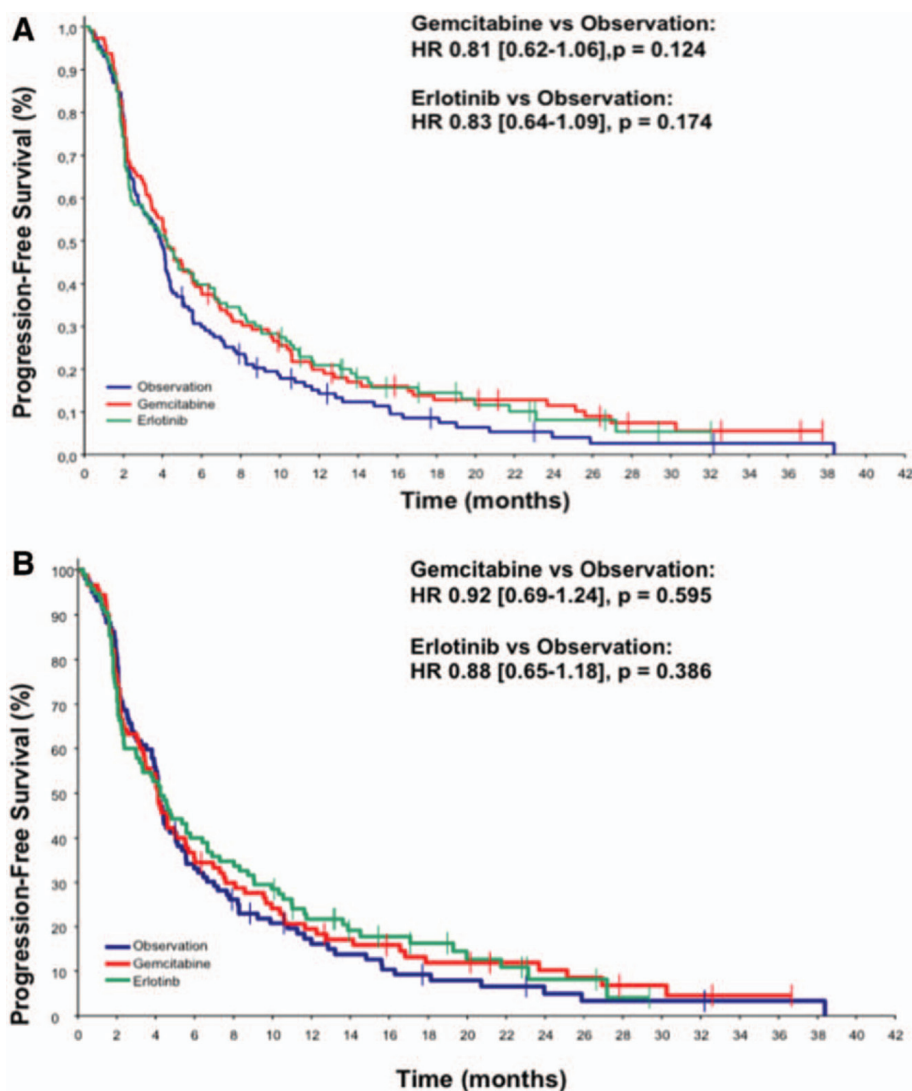 A
Gemcitabine vs Observation:
HR 0.81 [0.62-1.06],p = 0.124
Erlotinib vs Observation:
HR 0.83 [0.64-1.09], p = 0.174
Progression-Free Survival (%)
1,0
0,9
0,8
0,7
0,6
0,5
0,4
0,3
0,2
0,1
0,0
Observation
Gemcitabine
Erlotinib
0 2 4 6 8 10 12 14 16 18 20 22 24 26 28 30 32 34 36 38 40 42
Time (months)
B
Gemcitabine vs Observation:
HR 0.92 [0.69-1.24], p = 0.595
Erlotinib vs Observation:
HR 0.88 [0.65-1.18], p = 0.386
Progression-Free Survival (%)
100
90
80
70
60
50
40
30
20
10
0
Observation
Gemcitabine
Erlotinb
0 2 4 6 8 10 12 14 16 18 20 22 24 26 28 30 32 34 36 38 40 42
Time (months)